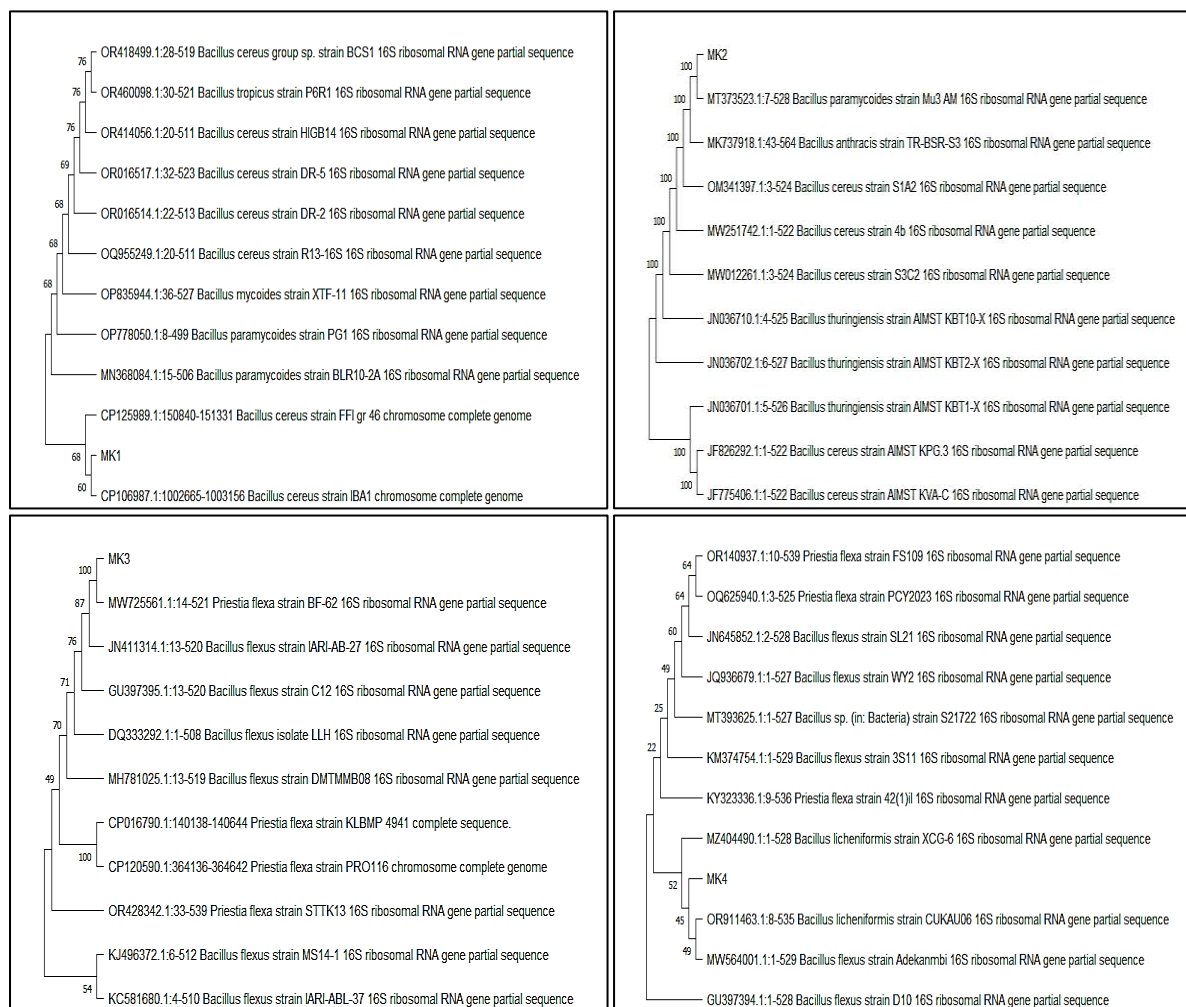 76
OR418499.1:28-519 Bacillus cereus group sp. strain BCS1 16S ribosomal RNA gene partial sequence
76
OR460098.1:30-521 Bacillus tropicus strain P6R1 16S ribosomal RNA gene partial sequence
76
OR414056.1:20-511 Bacillus cereus strain HIGB14 16S ribosomal RNA gene partial sequence
69
OR016517.1:32-523 Bacillus cereus strain DR-5 16S ribosomal RNA gene partial sequence
68
OR016514.1:22-513 Bacillus cereus strain DR-2 16S ribosomal RNA gene partial sequence
68
OQ955249.1:20-511 Bacillus cereus strain R13-16S 16S ribosomal RNA gene partial sequence
68
OP835944.1:36-527 Bacillus mycoides strain XTF-11 16S ribosomal RNA gene partial sequence
OP778050.1:8-499 Bacillus paramycoides strain PG1 16S ribosomal RNA gene partial sequence
MN368084.1:15-506 Bacillus paramycoides strain BLR10-2A 16S ribosomal RNA gene partial sequence
CP125989.1:150840-151331 Bacillus cereus strain FFI gr 46 chromosome complete genome
68
MK1
60
CP106987.1:1002665-1003156 Bacillus cereus strain IBA1 chromosome complete genome
MK2
100
MT373523.1:7-528 Bacillus paramycoides strain Mu3 AM 16S ribosomal RNA gene partial sequence
100
MK737918.1:43-564 Bacillus anthracis strain TR-BSR-S3 16S ribosomal RNA gene partial sequence
100
OM341397.1:3-524 Bacillus cereus strain S1A2 16S ribosomal RNA gene partial sequence
100
MW251742.1:1-522 Bacillus cereus strain 4b 16S ribosomal RNA gene partial sequence
100
MW012261.1:3-524 Bacillus cereus strain S3C2 16S ribosomal RNA gene partial sequence
100
JN036710.1:4-525 Bacillus thuringiensis strain AIMST KBT10-X 16S ribosomal RNA gene partial sequence
JN036702.1:6-527 Bacillus thuringiensis strain AIMST KBT2-X 16S ribosomal RNA gene partial sequence
JN036701.1:5-526 Bacillus thuringiensis strain AIMST KBT1-X 16S ribosomal RNA gene partial sequence
100
JF826292.1:1-522 Bacillus cereus strain AIMST KPG.3 16S ribosomal RNA gene partial sequence
100
JF775406.1:1-522 Bacillus cereus strain AIMST KVA-C 16S ribosomal RNA gene partial sequence
MK3
100
MW725561.1:14-521 Priestia flexa strain BF-62 16S ribosomal RNA gene partial sequence
87
JN411314.1:13-520 Bacillus flexus strain IARI-AB-27 16S ribosomal RNA gene partial sequence
76
GU397395.1:13-520 Bacillus flexus strain C12 16S ribosomal RNA gene partial sequence
71
DQ333292.1:1-508 Bacillus flexus isolate LLH 16S ribosomal RNA gene partial sequence
70
MH781025.1:13-519 Bacillus flexus strain DMTMMB08 16S ribosomal RNA gene partial sequence
49
CP016790.1:140138-140644 Priestia flexa strain KLBMP 4941 complete sequence.
100
CP120590.1:364136-364642 Priestia flexa strain PRO116 chromosome complete genome
OR428342.1:33-539 Priestia flexa strain STTK13 16S ribosomal RNA gene partial sequence
KJ496372.1:6-512 Bacillus flexus strain MS14-1 16S ribosomal RNA gene partial sequence
54
KC581680.1:4-510 Bacillus flexus strain IARI-ABL-37 16S ribosomal RNA gene partial sequence
64
OR140937.1:10-539 Priestia flexa strain FS109 16S ribosomal RNA gene partial sequence
64
OQ625940.1:3-525 Priestia flexa strain PCY2023 16S ribosomal RNA gene partial sequence
60
JN645852.1:2-528 Bacillus flexus strain SL21 16S ribosomal RNA gene partial sequence
49
JQ936679.1:1-527 Bacillus flexus strain WY2 16S ribosomal RNA gene partial sequence
25
MT393625.1:1-527 Bacillus sp. (in: Bacteria) strain S21722 16S ribosomal RNA gene partial sequence
22
KM374754.1:1-529 Bacillus flexus strain 3S11 16S ribosomal RNA gene partial sequence
KY323336.1:9-536 Priestia flexa strain 42(1)il 16S ribosomal RNA gene partial sequence
MZ404490.1:1-528 Bacillus licheniformis strain XCG-6 16S ribosomal RNA gene partial sequence
52
MK4
45
OR911463.1:8-535 Bacillus licheniformis strain CUKAU06 16S ribosomal RNA gene partial sequence
49
MW564001.1:1-529 Bacillus flexus strain Adekanmbi 16S ribosomal RNA gene partial sequence
GU397394.1:1-528 Bacillus flexus strain D10 16S ribosomal RNA gene partial sequence